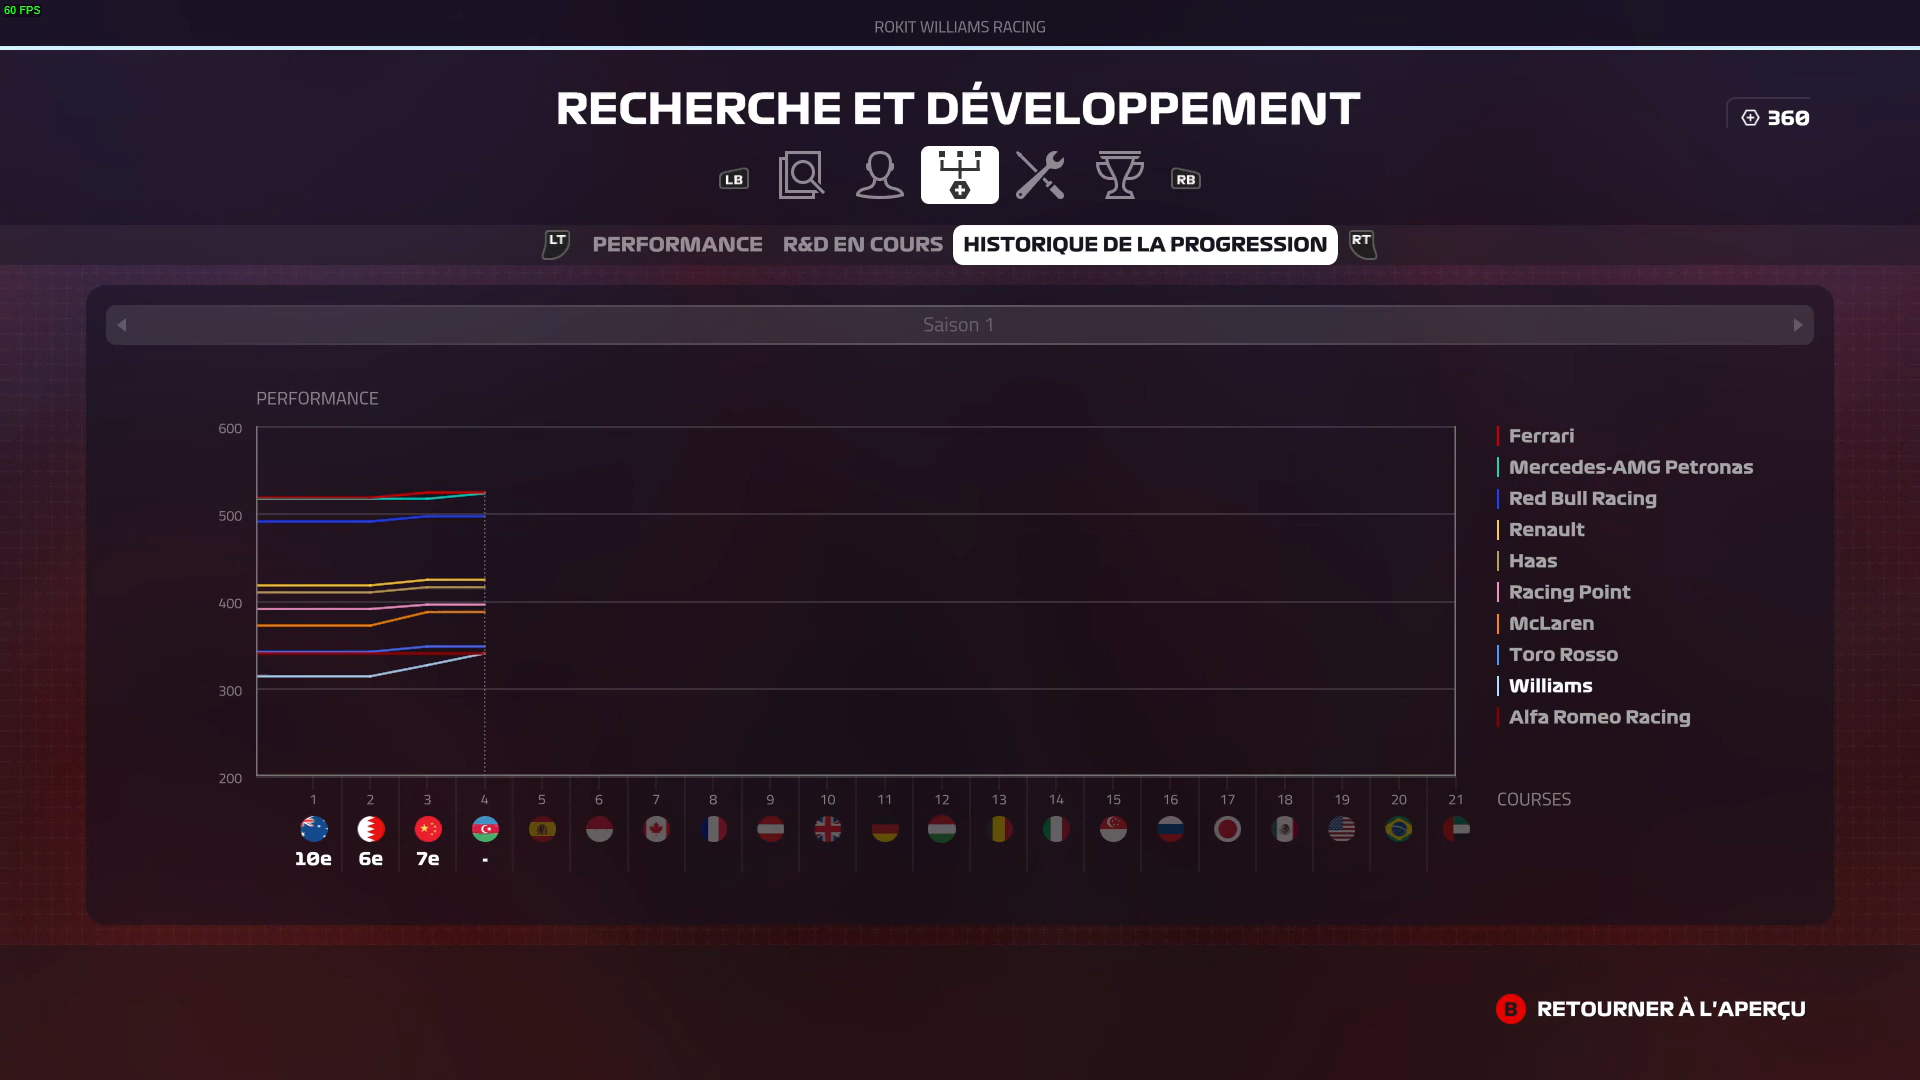 60 FPS
ROKIT WILLIAMS RACING
RECHERCHE ET DÉVELOPPEMENT
360
LB
RB
LT
PERFORMANCE
R&D EN COURS
HISTORIQUE DE LA PROGRESSION
RT
Saison 1
PERFORMANCE
600
500
400
300
200
Ferrari
Mercedes-AMG Petronas
Red Bull Racing
Renault
Haas
Racing Point
McLaren
Toro Rosso
Williams
Alfa Romeo Racing
1 2 3 4 5 6 7 8 9 10 11 12 13 14 15 16 17 18 19 20 21
COURSES
10e 6e 7e -
B RETOURNER À L'APERÇU